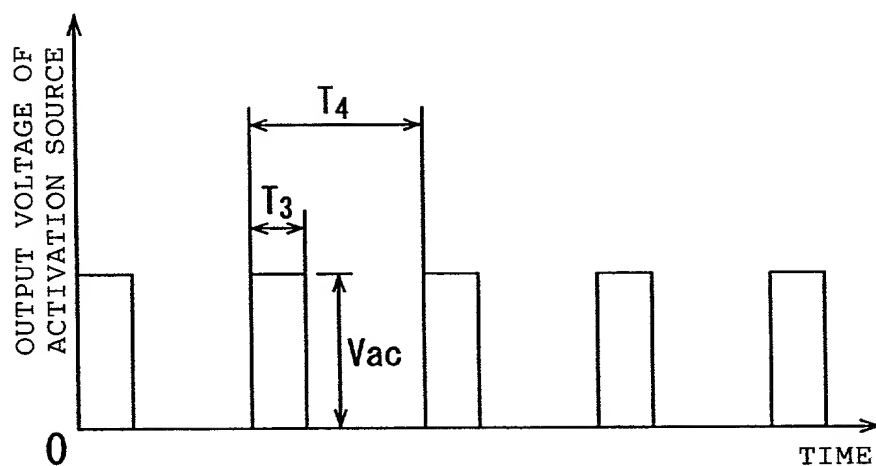 OUTPUT VOLTAGE OF
ACTIVATION SOURCE
T4
T3
Vac
0
TIME